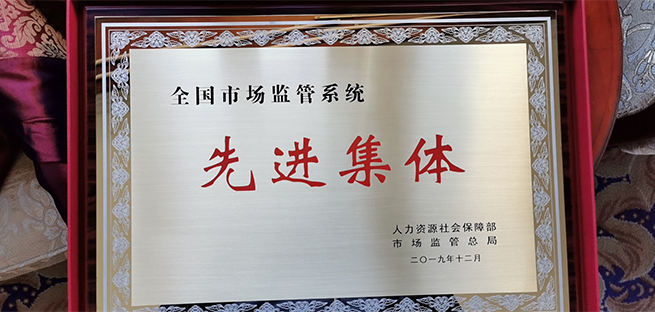 全国市场监管系统
先进集体
人力资源社会保障部
市场监管总局
二〇一九年十二月